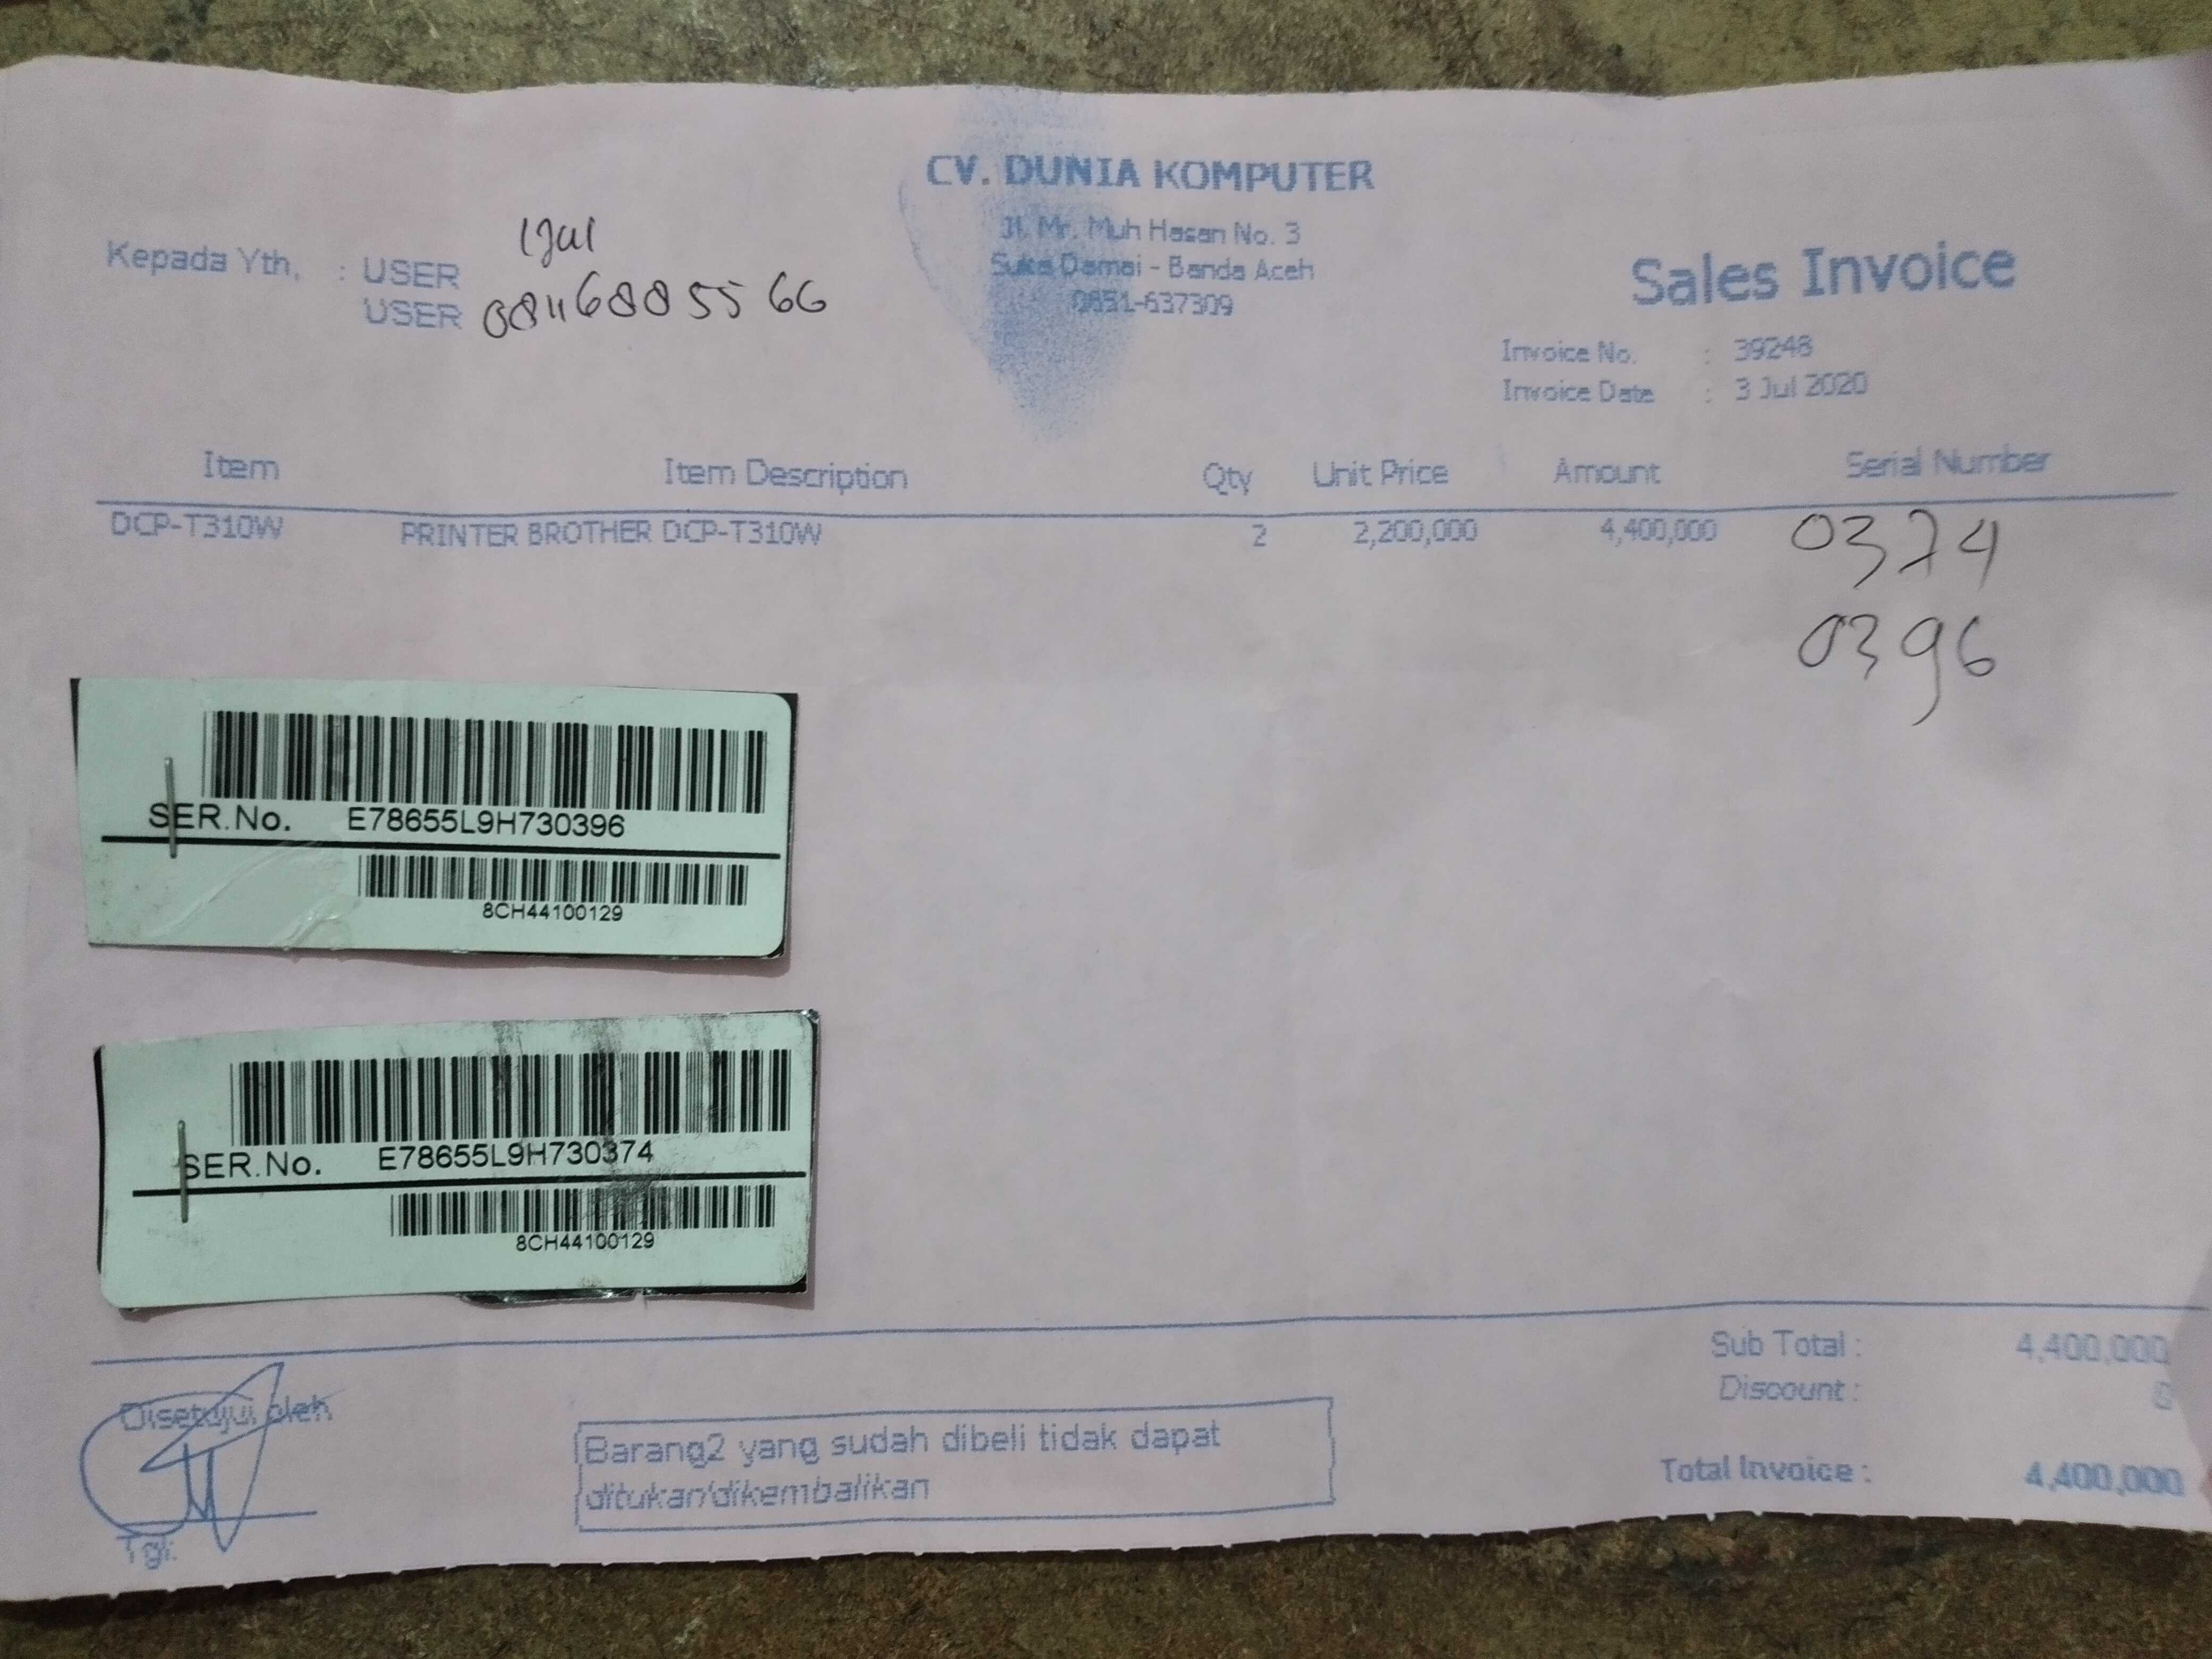 CV. DUNIA KOMPUTER
Jl. Mr. Muh Hasan No. 3
Suka Damai - Banda Aceh
0651-637309
Kepada Yth, : USER Ijal
USER 08116805566
Sales Invoice
Invoice No. : 39248
Invoice Date : 3 Jul 2020
Item Item Description Qty Unit Price Amount Serial Number
DCP-T310W PRINTER BROTHER DCP-T310W 2 2,200,000 4,400,000 0374
0396
SER.No. E78655L9H730396
8CH44100129
SER.No. E78655L9H730374
8CH44100129
Sub Total : 4,400,000
Discount : 0
Total Invoice : 4,400,000
Disetujui oleh
Tgl.
Barang2 yang sudah dibeli tidak dapat
ditukan/dikembalikan